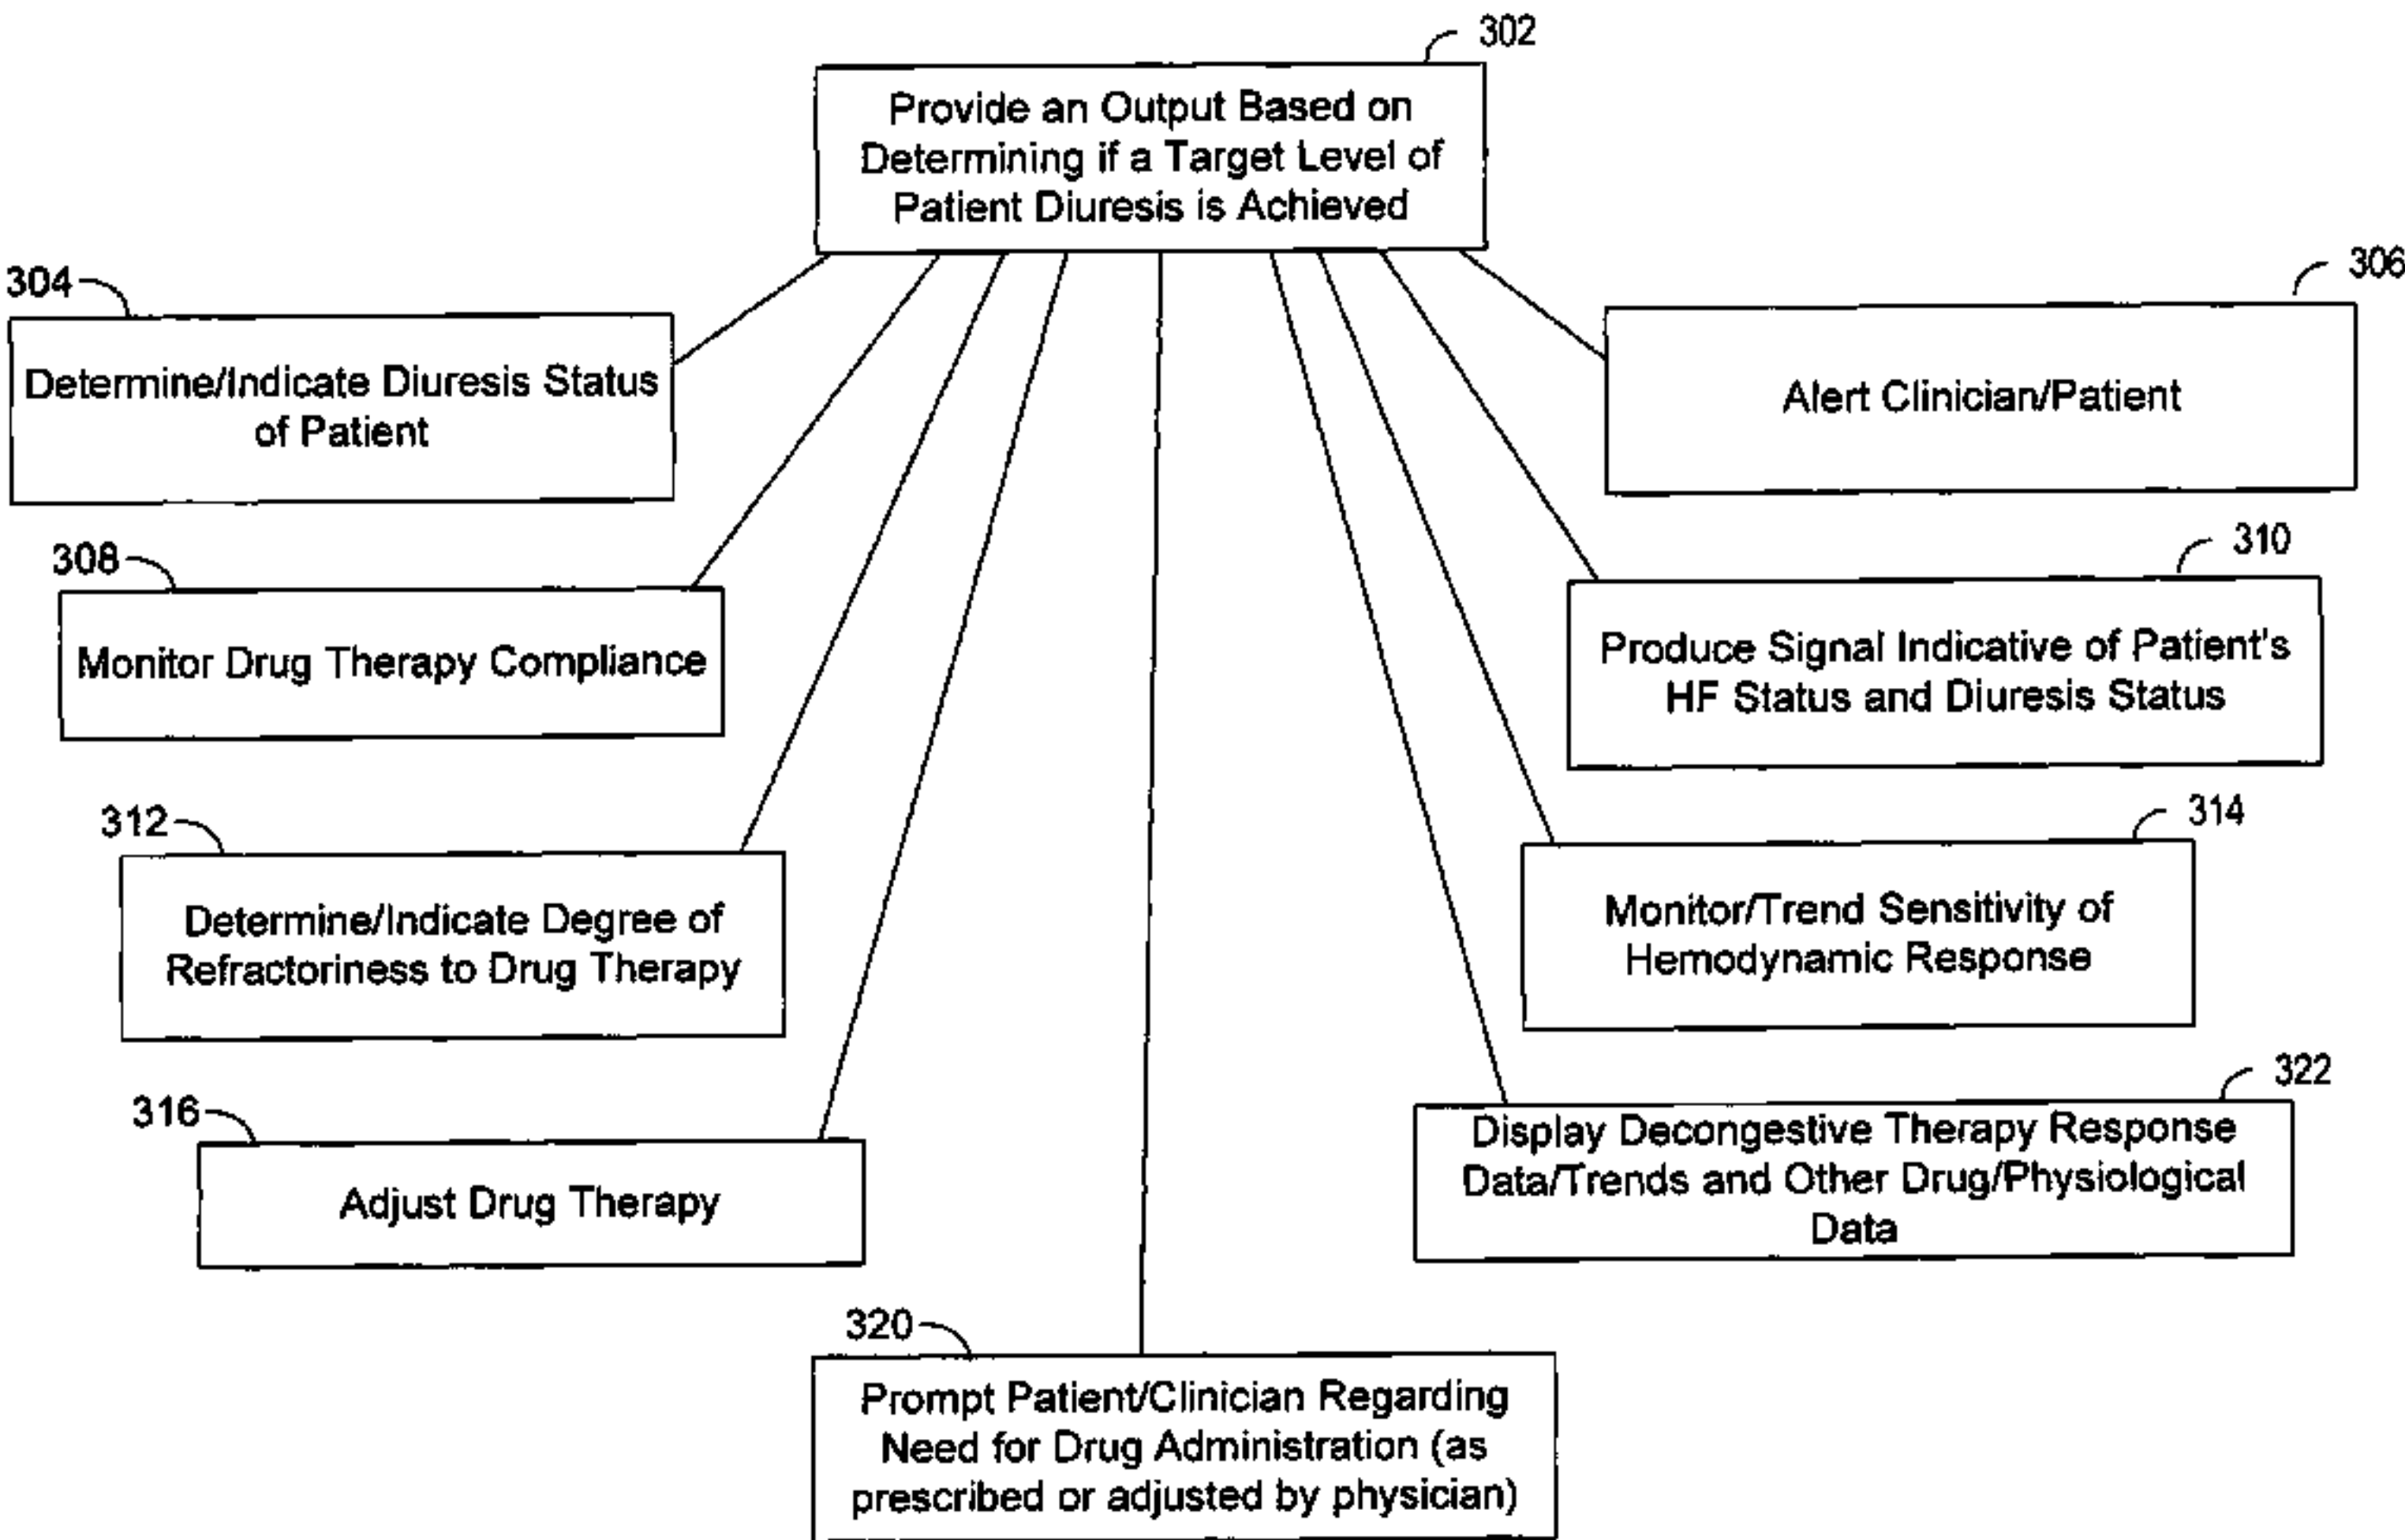 302
Provide an Output Based on
Determining if a Target Level of
Patient Diuresis is Achieved
304
Determine/Indicate Diuresis Status
of Patient
306
Alert Clinician/Patient
308
Monitor Drug Therapy Compliance
310
Produce Signal Indicative of Patient's
HF Status and Diuresis Status
312
Determine/Indicate Degree of
Refractoriness to Drug Therapy
314
Monitor/Trend Sensitivity of
Hemodynamic Response
316
Adjust Drug Therapy
322
Display Decongestive Therapy Response
Data/Trends and Other Drug/Physiological
Data
320
Prompt Patient/Clinician Regarding
Need for Drug Administration (as
prescribed or adjusted by physician)